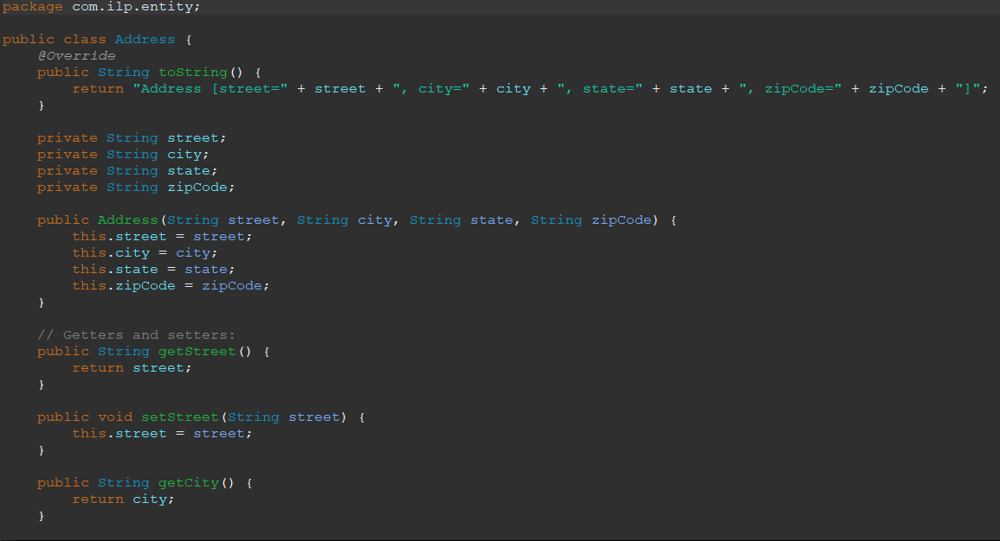 package com.ilp.entity;
public class Address {
@Override
public String toString() {
return "Address [street=" + street + ", city=" + city + ", state=" + state + ", zipCode=" + zipCode + "]";
}
private String street;
private String city;
private String state;
private String zipCode;
public Address(String street, String city, String state, String zipCode) {
this.street = street;
this.city = city;
this.state = state;
this.zipCode = zipCode;
}
// Getters and setters:
public String getStreet() {
return street;
}
public void setStreet(String street) {
this.street = street;
}
public String getCity() {
return city;
}